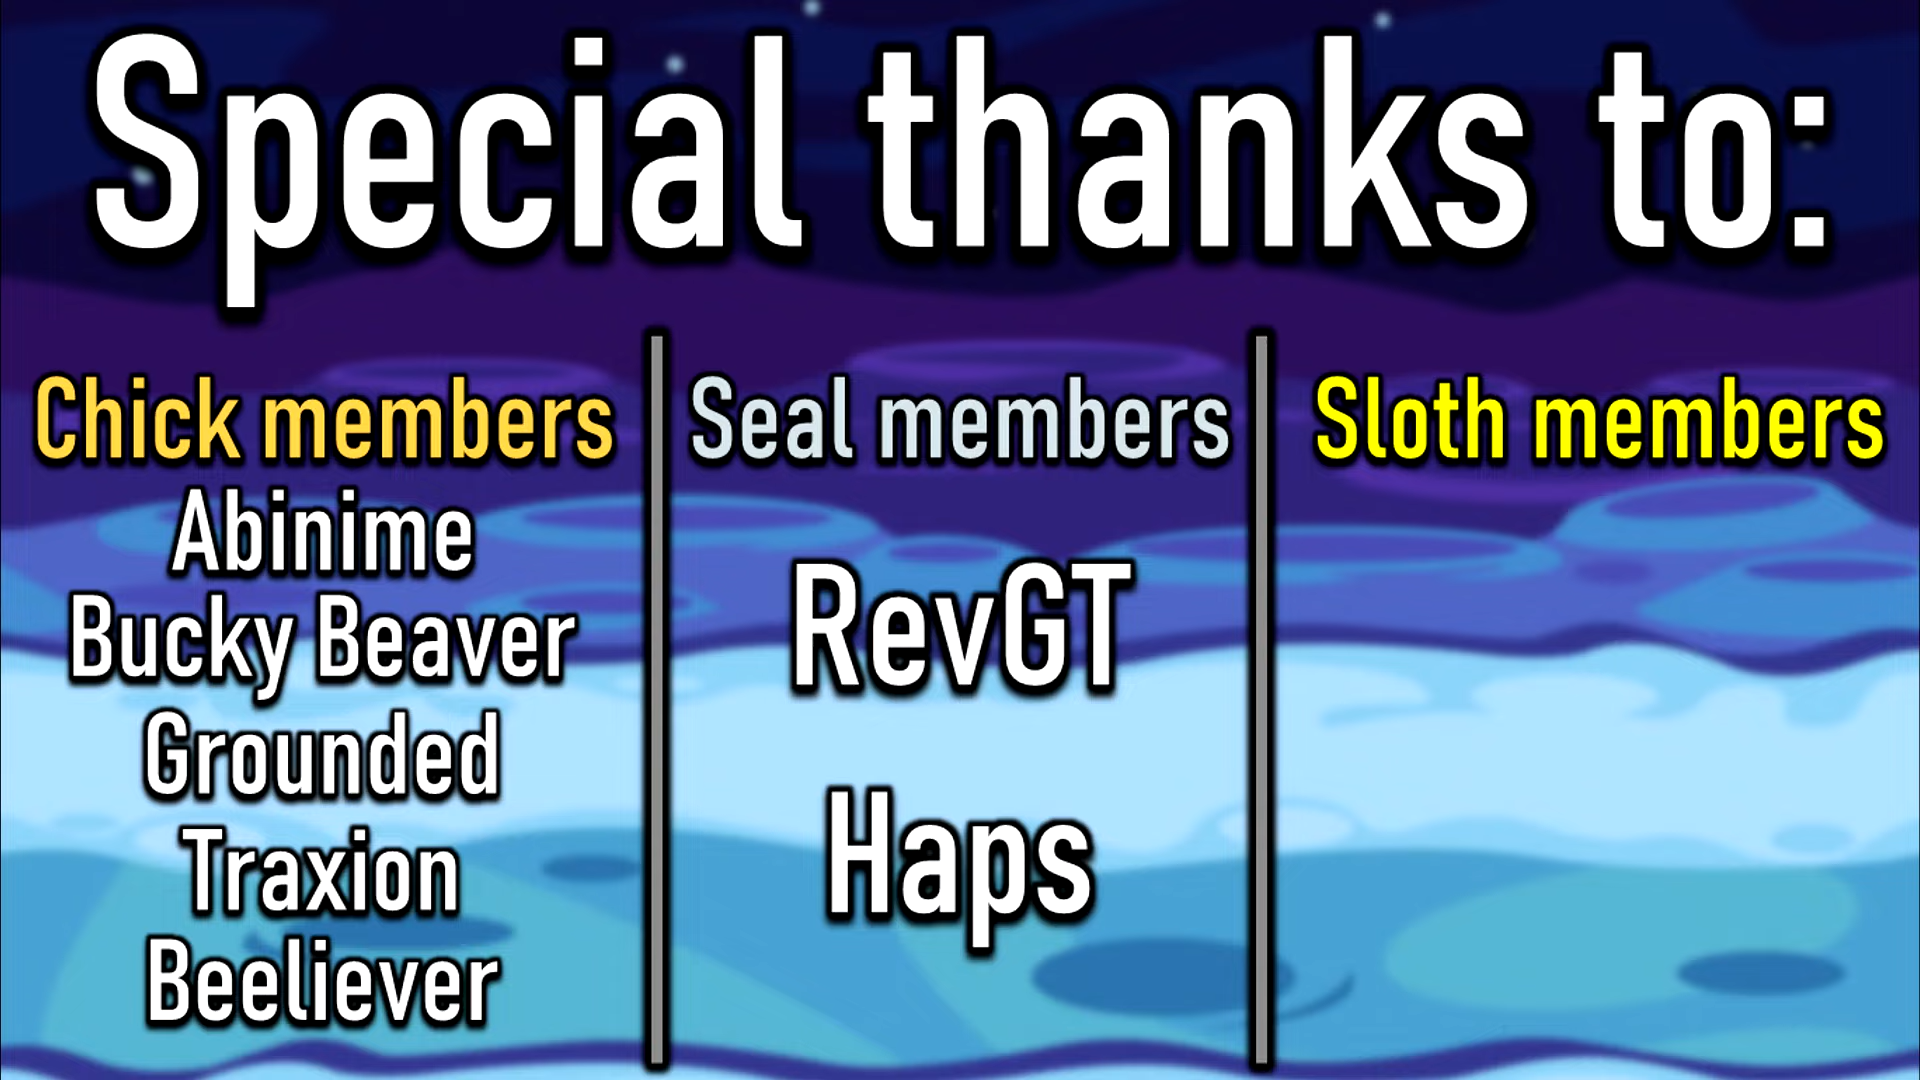 Special thanks to:
Chick members
Abinime
Bucky Beaver
Grounded
Traxion
Beeliever
Seal members
RevGT
Haps
Sloth members